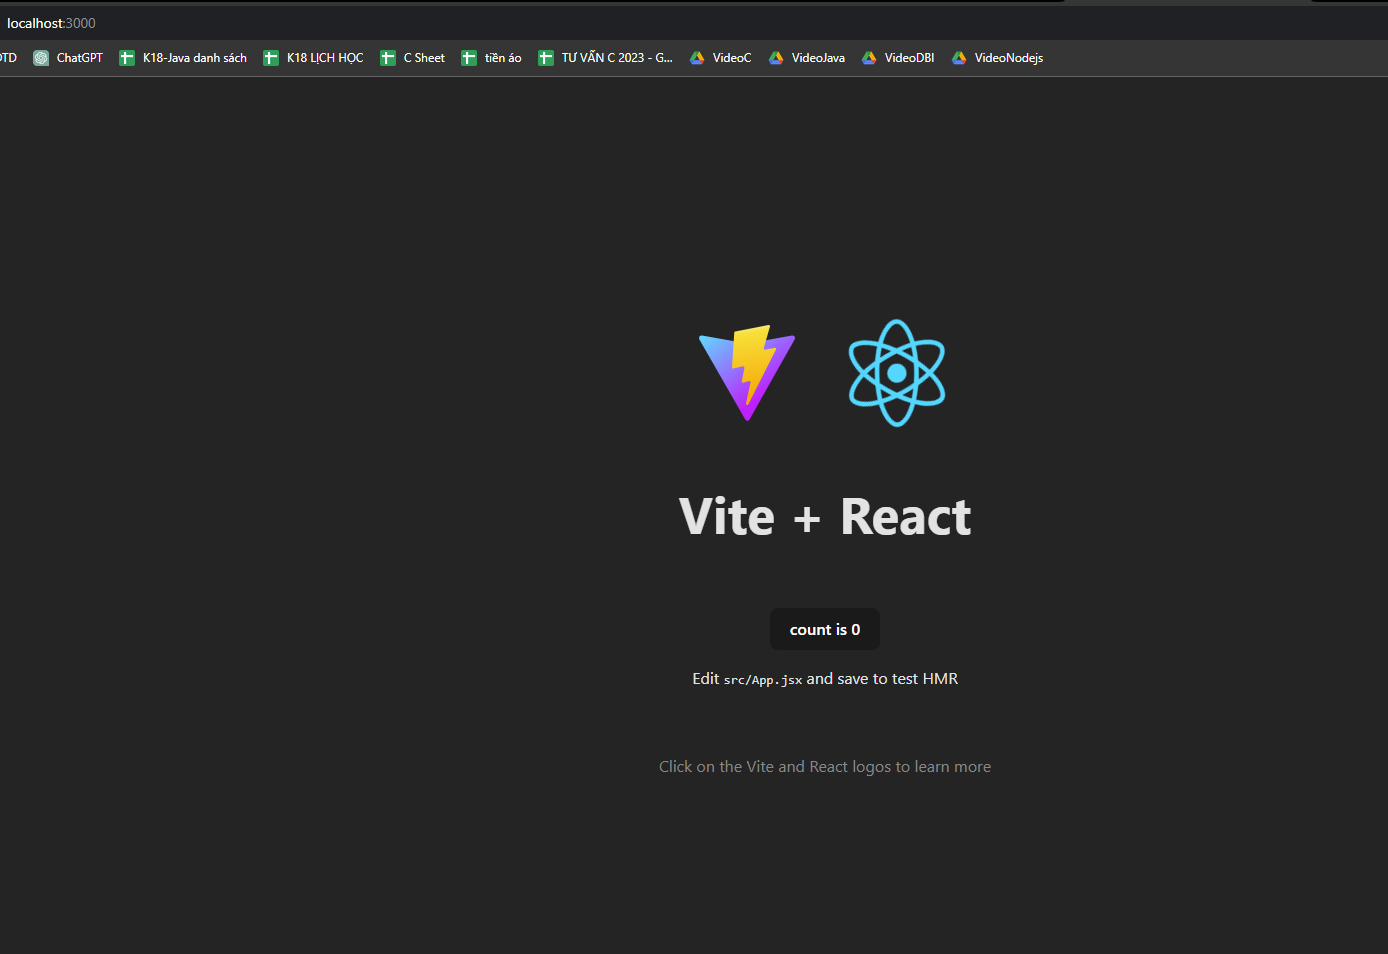 localhost:3000
DTD ChatGPT K18-Java danh sách K18 LỊCH HỌC C Sheet tiền áo TƯ VẤN C 2023 - G... VideoC VideoJava VideoDBI VideoNodejs
Vite + React
count is 0
Edit src/App.jsx and save to test HMR
Click on the Vite and React logos to learn more